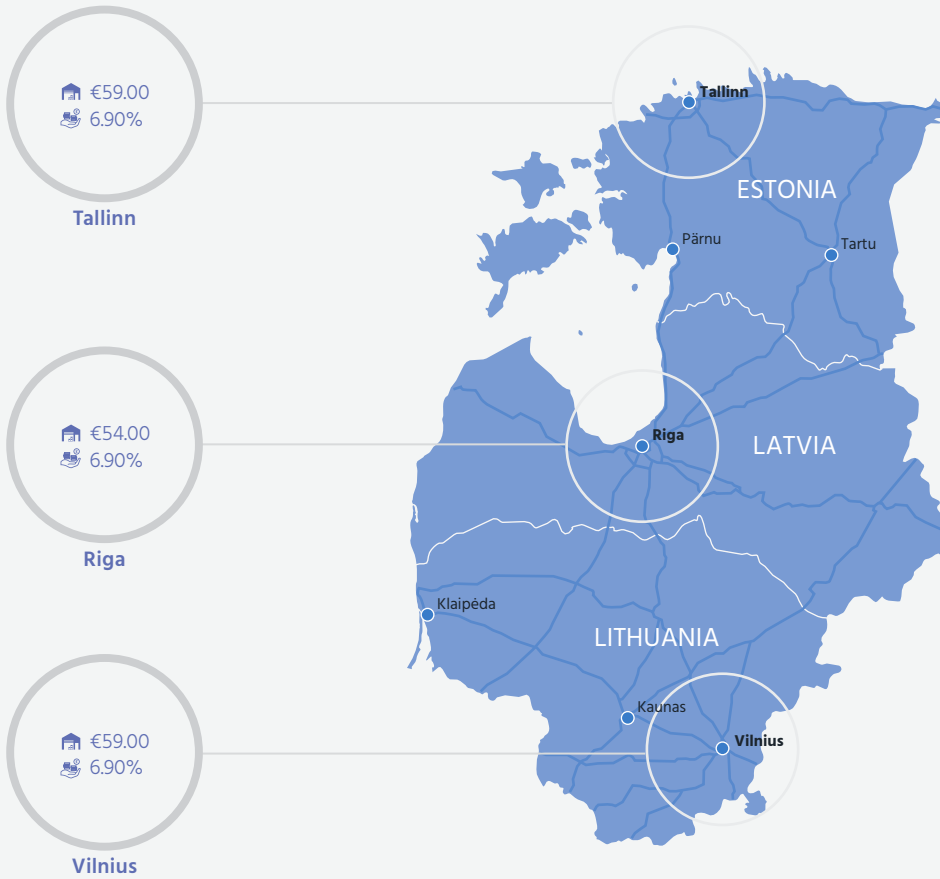 €59.00
6.90%
Tallinn
€54.00
6.90%
Riga
€59.00
6.90%
Vilnius
Tallinn
ESTONIA
Pärnu
Tartu
Riga
LATVIA
Klaipėda
LITHUANIA
Kaunas
Vilnius